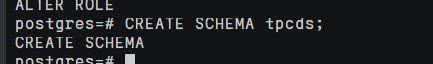 ALTER ROLE
postgres=# CREATE SCHEMA tpcds;
CREATE SCHEMA
postgres=#